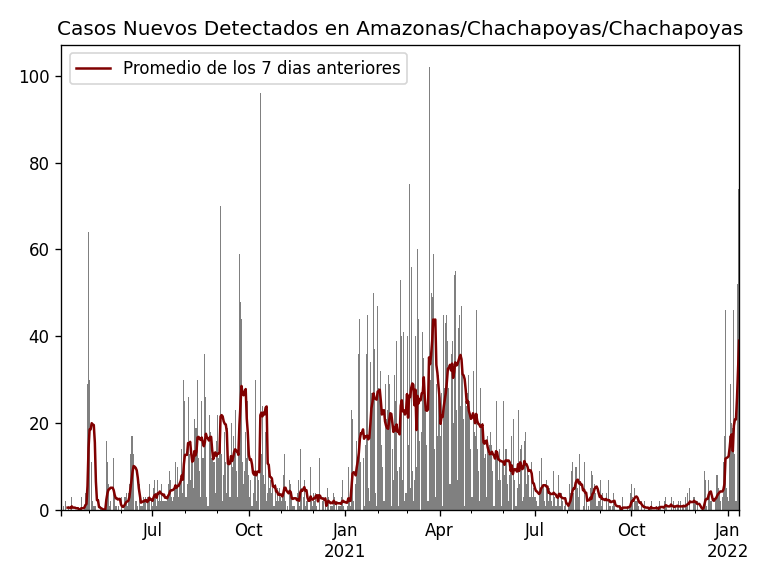 Casos Nuevos Detectados en Amazonas/Chachapoyas/Chachapoyas
Promedio de los 7 dias anteriores
100
80
60
40
20
0
Jul Oct Jan Apr Jul Oct Jan
2021 2022